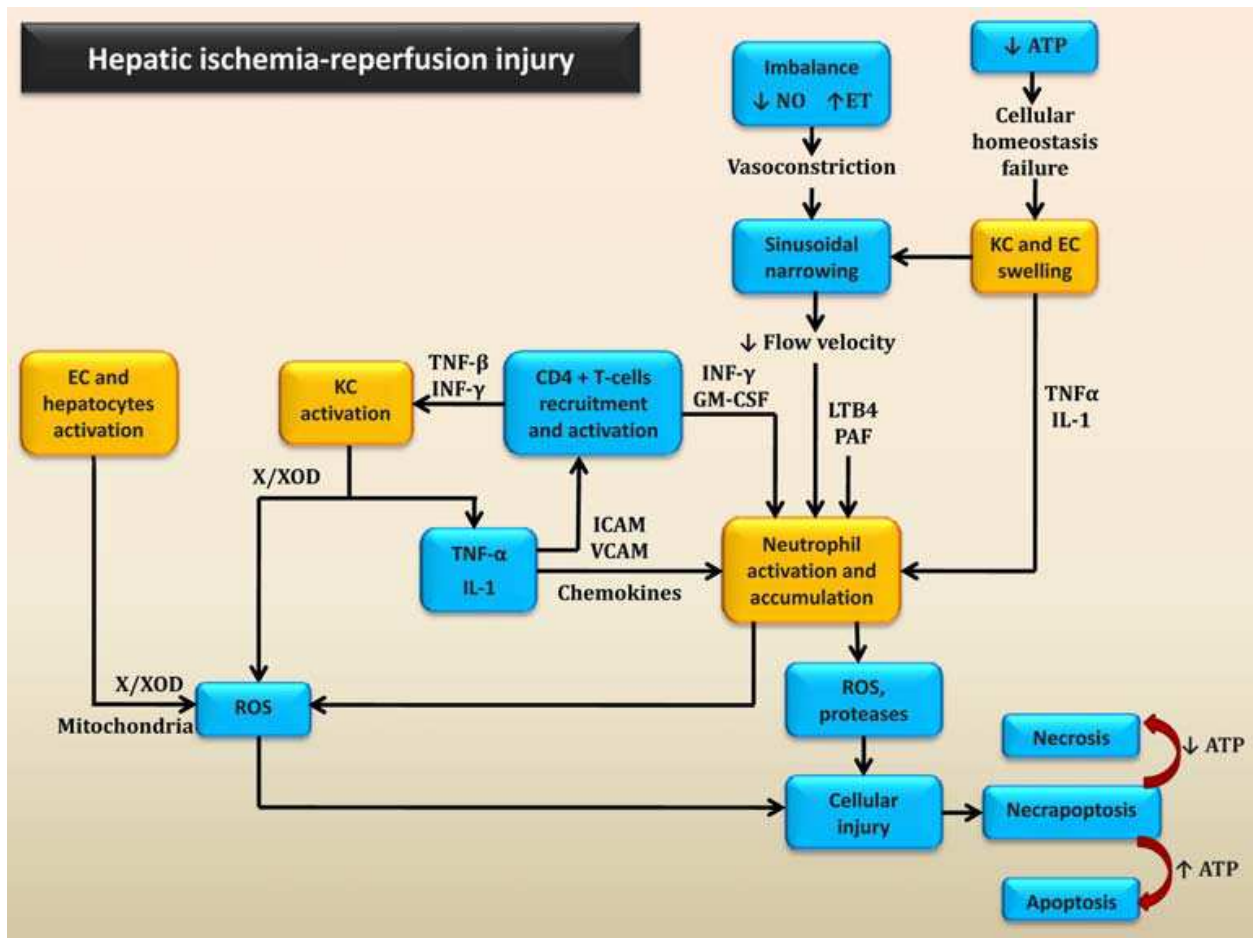 Hepatic ischemia-reperfusion injury
Imbalance
↓ NO ↑ET
↓ ATP
Vasoconstriction
Cellular
homeostasis
failure
Sinusoidal
narrowing
KC and EC
swelling
↓ Flow velocity
EC and
hepatocytes
activation
KC
activation
TNF-β
INF-γ
CD4 + T-cells
recruitment
and activation
INF-γ
GM-CSF
LTB4
PAF
TNFα
IL-1
X/XOD
TNF-α
IL-1
ICAM
VCAM
Chemokines
Neutrophil
activation and
accumulation
X/XOD
Mitochondria
ROS
ROS,
proteases
Necrosis
↓ ATP
Cellular
injury
Necrapoptosis
↑ ATP
Apoptosis